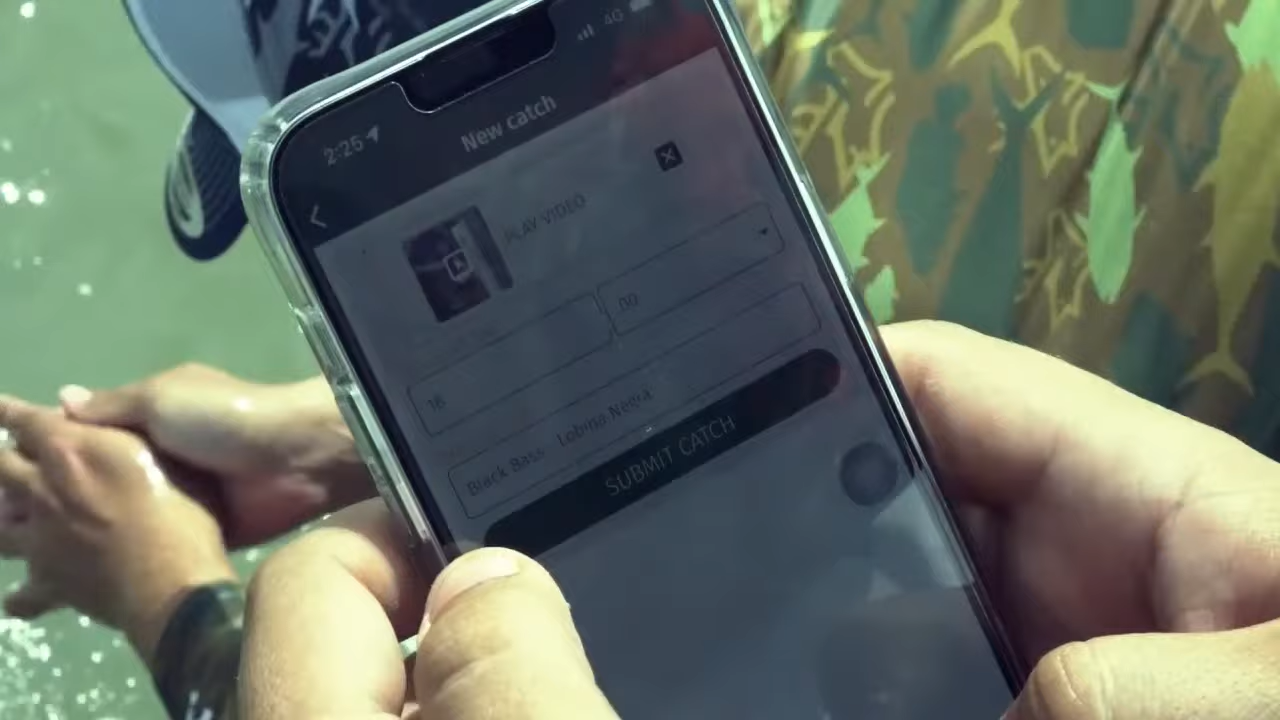 4G
2:25
New catch
PLAY VIDEO
.00
16
Black Bass - Lobina Negra
SUBMIT CATCH